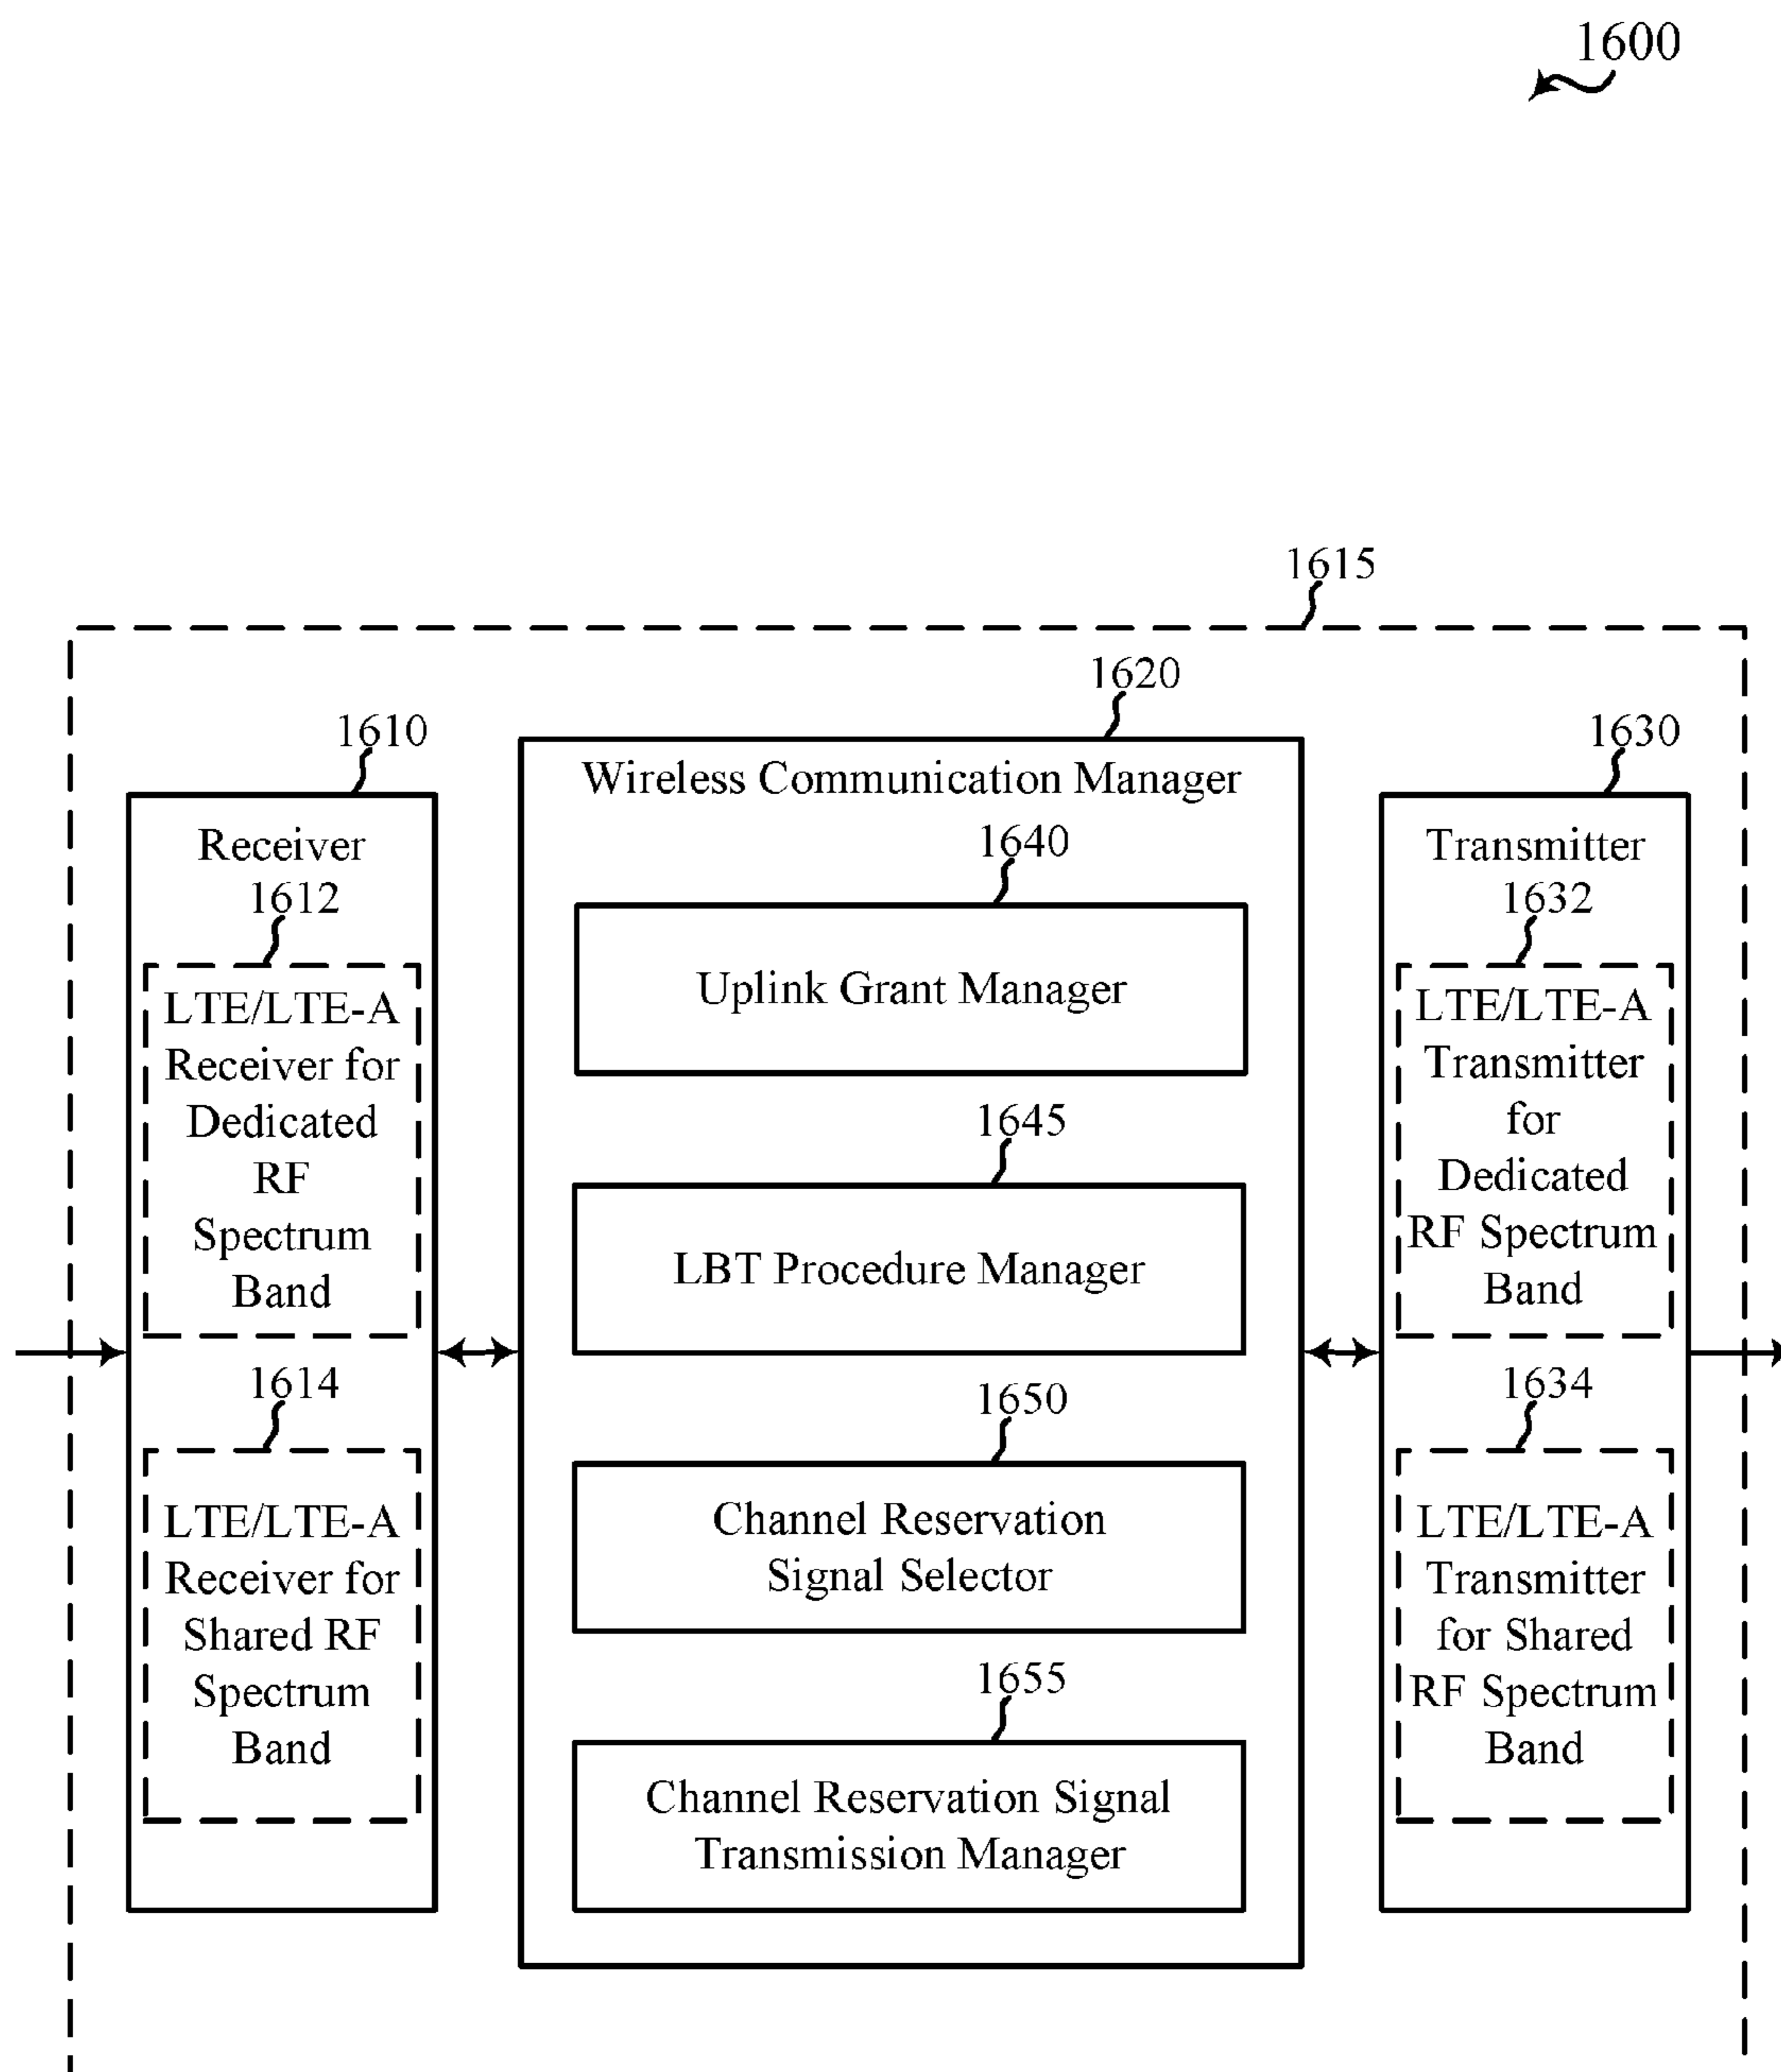 1600
1615
1620
1610
1630
Wireless Communication Manager
Receiver
1612
LTE/LTE-A
Receiver for
Dedicated
RF
Spectrum
Band
1614
LTE/LTE-A
Receiver for
Shared RF
Spectrum
Band
1640
Uplink Grant Manager
1645
LBT Procedure Manager
1650
Channel Reservation
Signal Selector
1655
Channel Reservation Signal
Transmission Manager
Transmitter
1632
LTE/LTE-A
Transmitter
for
Dedicated
RF Spectrum
Band
1634
LTE/LTE-A
Transmitter
for Shared
RF Spectrum
Band